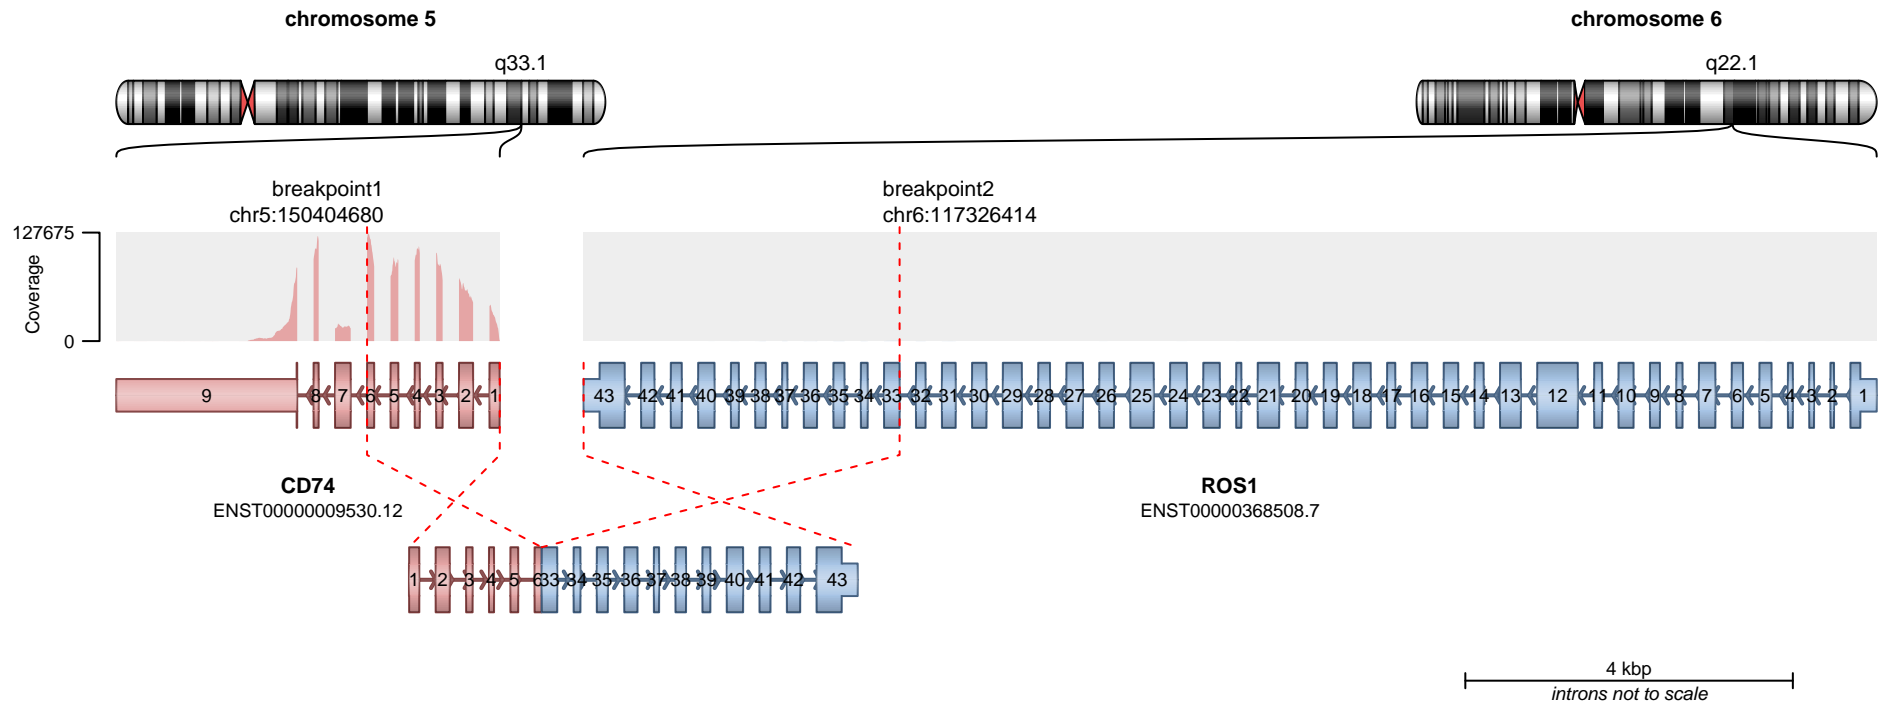 chromosome 5
chromosome 6
q33.1
q22.1
breakpoint1
chr5:150404680
breakpoint2
chr6:117326414
127675
Coverage
0
9 8 7 6 5 4 3 2 1
43 42 41 40 39 38 37 36 35 34 33 32 31 30 29 28 27 26 25 24 23 22 21 20 19 18 17 16 15 14 13 12 11 10 9 8 7 6 5 4 3 2 1
CD74
ENST00000009530.12
ROS1
ENST00000368508.7
1 2 3 4 5 6 33 34 35 36 37 38 39 40 41 42 43
4 kbp
introns not to scale